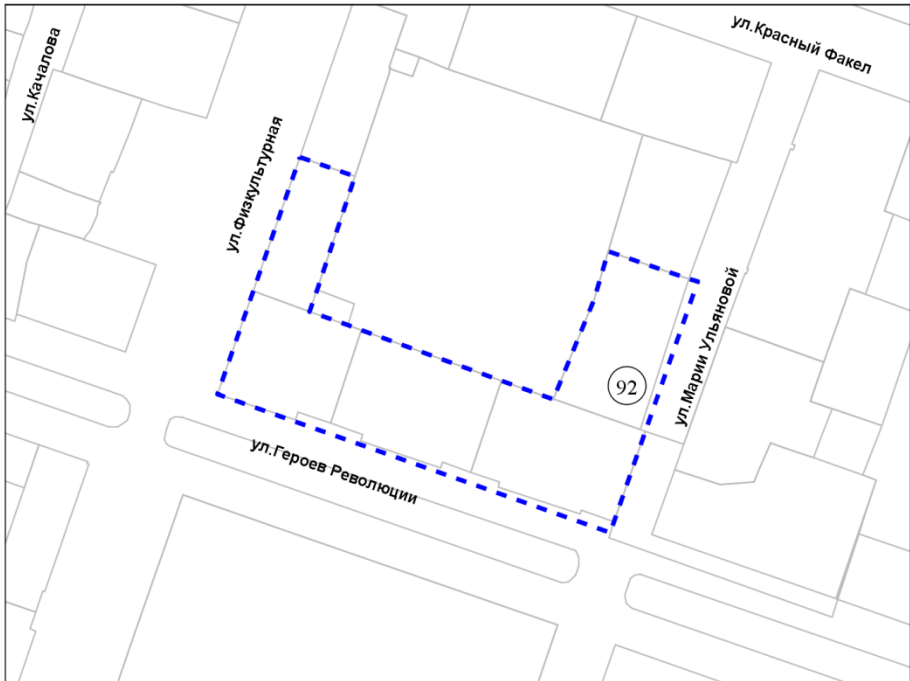 ул.Красный Факел
ул.Качалова
ул.Физкультурная
ул.Марии Ульяновой
92
ул.Героев Революции